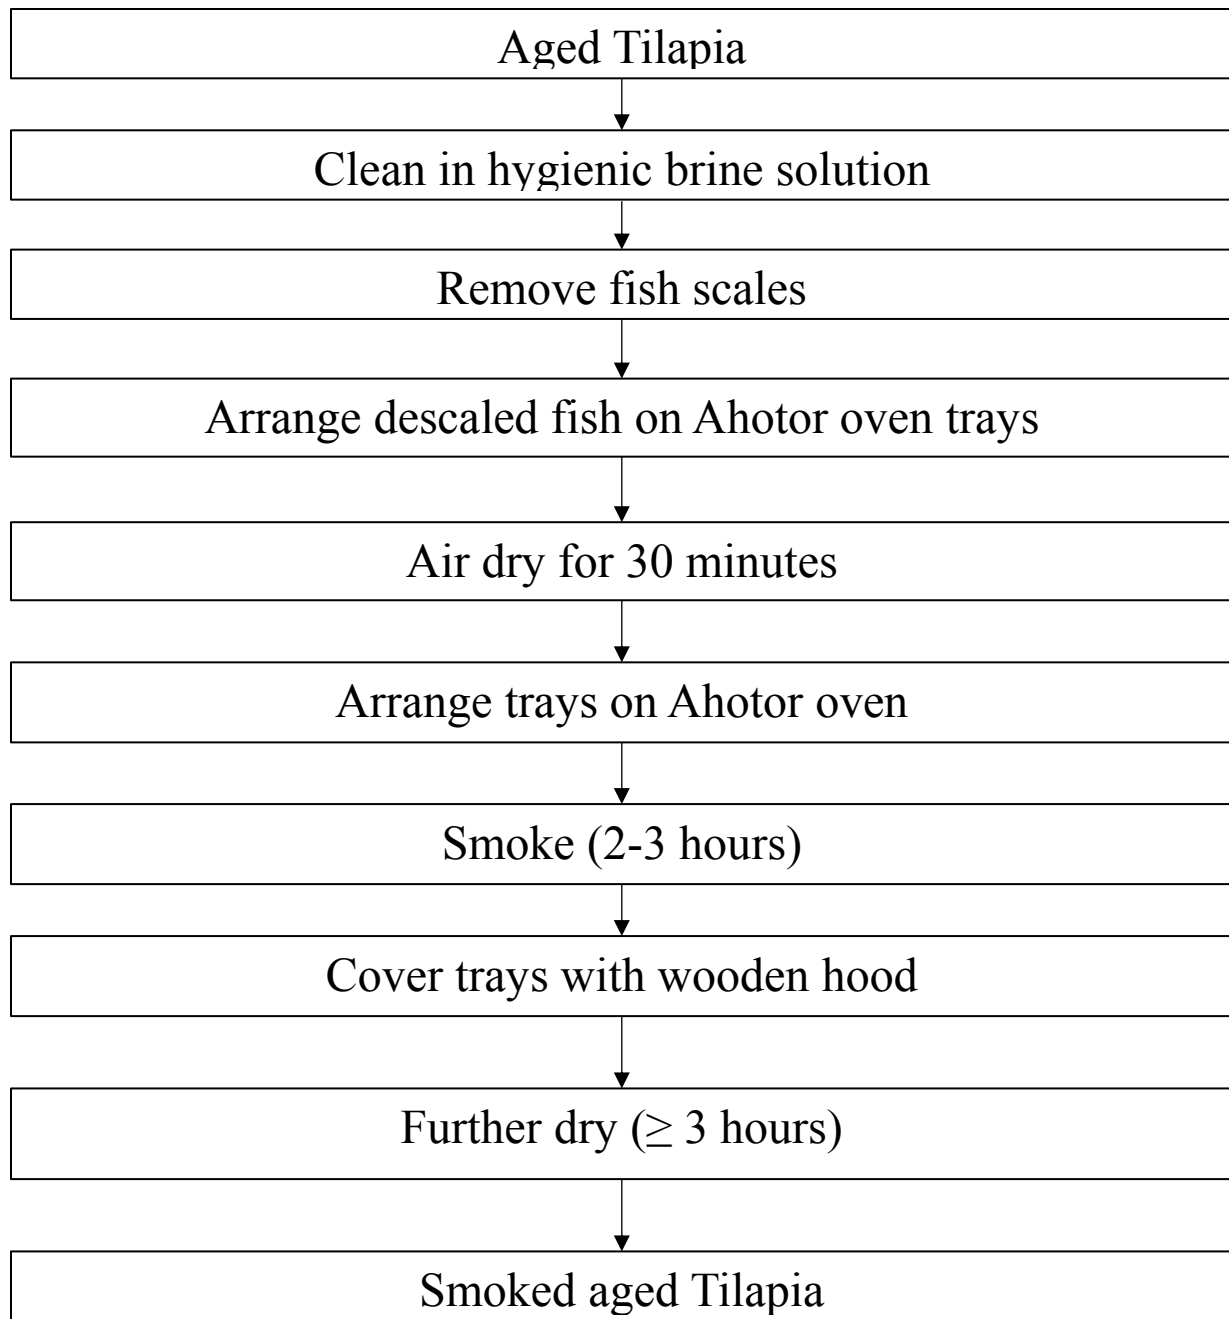 Aged Tilapia
Clean in hygienic brine solution
Remove fish scales
Arrange descaled fish on Ahotor oven trays
Air dry for 30 minutes
Arrange trays on Ahotor oven
Smoke (2-3 hours)
Cover trays with wooden hood
Further dry (≥ 3 hours)
Smoked aged Tilapia